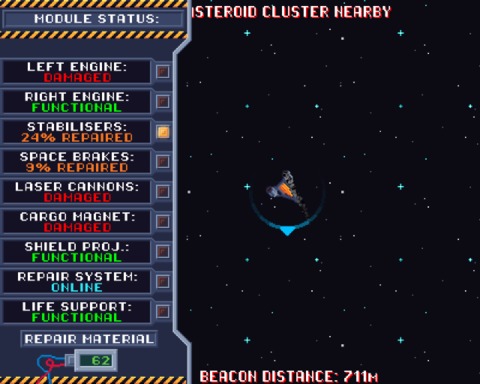 MODULE STATUS:
LEFT ENGINE:
DAMAGED
RIGHT ENGINE:
FUNCTIONAL
STABILISERS:
24% REPAIRED
SPACE BRAKES:
9% REPAIRED
LASER CANNONS:
DAMAGED
CARGO MAGNET:
DAMAGED
SHIELD PROJ.:
FUNCTIONAL
REPAIR SYSTEM:
ONLINE
LIFE SUPPORT:
FUNCTIONAL
REPAIR MATERIAL
62
STEROID CLUSTER NEARBY
BEACON DISTANCE: 711M